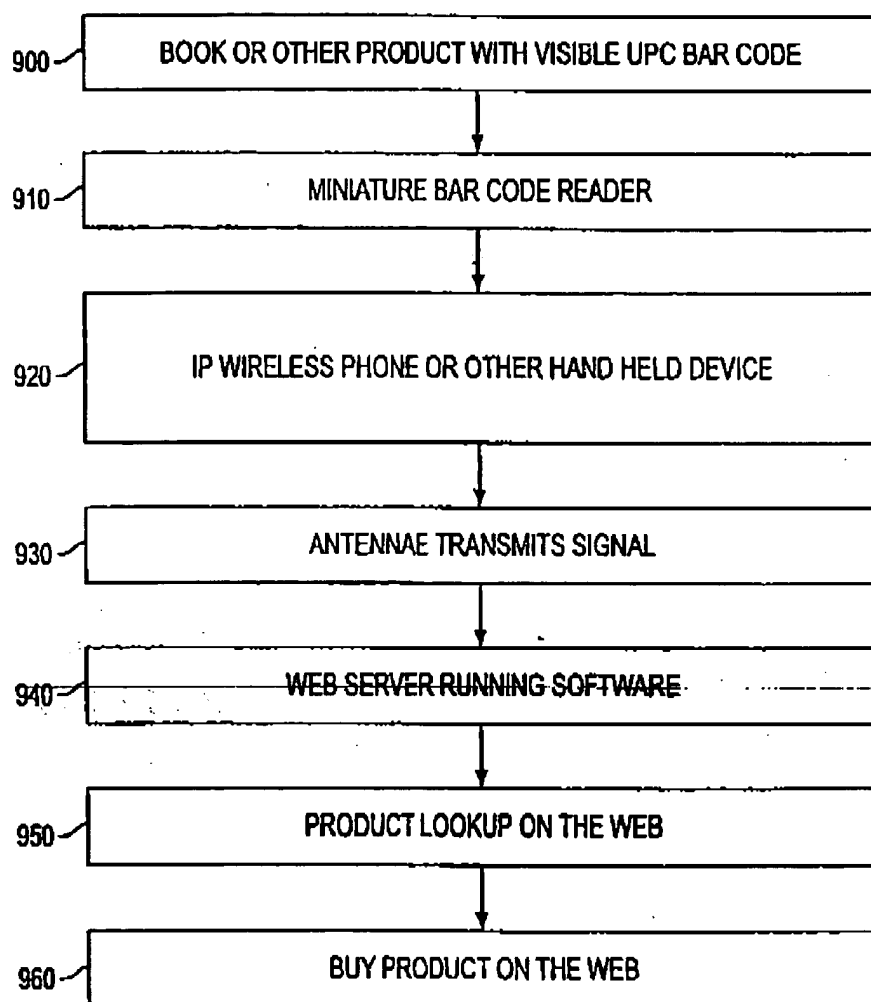 900 BOOK OR OTHER PRODUCT WITH VISIBLE UPC BAR CODE
910 MINIATURE BAR CODE READER
920 IP WIRELESS PHONE OR OTHER HAND HELD DEVICE
930 ANTENNAE TRANSMITS SIGNAL
940 WEB SERVER RUNNING SOFTWARE
950 PRODUCT LOOKUP ON THE WEB
960 BUY PRODUCT ON THE WEB